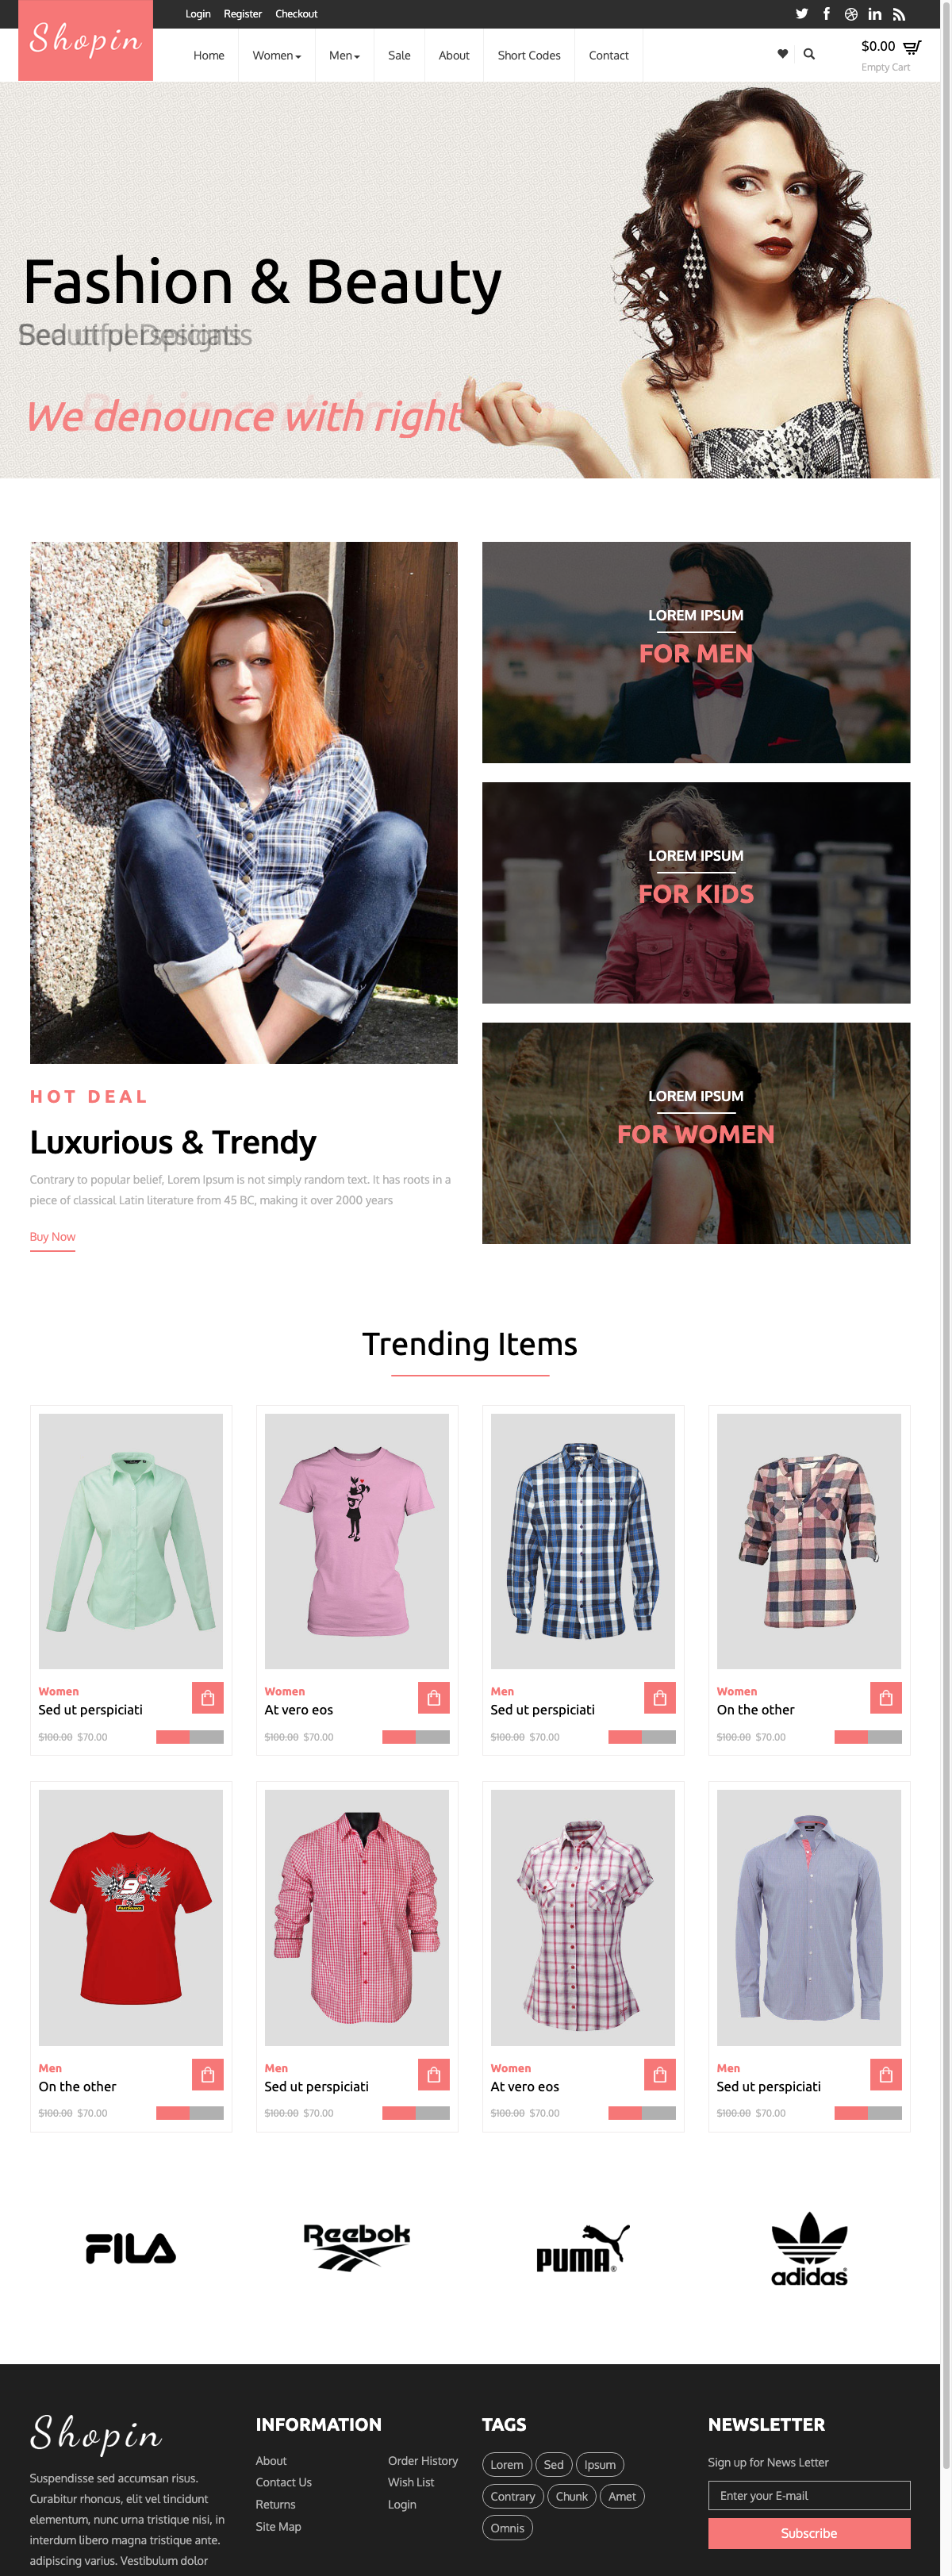 Login Register Checkout
Shopin
Home Women Men Sale About Short Codes Contact
$0.00
Empty Cart
Fashion & Beauty
We denounce with right
LOREM IPSUM
FOR MEN
LOREM IPSUM
FOR KIDS
LOREM IPSUM
FOR WOMEN
HOT DEAL
Luxurious & Trendy
Contrary to popular belief, Lorem Ipsum is not simply random text. It has roots in a
piece of classical Latin literature from 45 BC, making it over 2000 years
Buy Now
Trending Items
Women
Sed ut perspiciati
$100.00 $70.00
Women
At vero eos
$100.00 $70.00
Men
Sed ut perspiciati
$100.00 $70.00
Women
On the other
$100.00 $70.00
9
Men
On the other
$100.00 $70.00
Men
Sed ut perspiciati
$100.00 $70.00
Women
At vero eos
$100.00 $70.00
Men
Sed ut perspiciati
$100.00 $70.00
FILA
Reebok
PUMA®
adidas®
Shopin
Suspendisse sed accumsan risus.
Curabitur rhoncus, elit vel tincidunt
elementum, nunc urna tristique nisi, in
interdum libero magna tristique ante.
adipiscing varius. Vestibulum dolor
INFORMATION
About
Contact Us
Returns
Site Map
Order History
Wish List
Login
TAGS
Lorem Sed Ipsum
Contrary Chunk Amet
Omnis
NEWSLETTER
Sign up for News Letter
Enter your E-mail
Subscribe